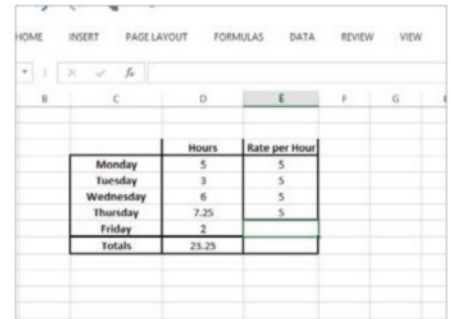 HOME INSERT PAGE LAYOUT FORMULAS DATA REVIEW VIEW
fx
B C D E F G
Hours Rate per Hour
Monday 5 5
Tuesday 3 5
Wednesday 6 5
Thursday 7.25 5
Friday 2
Totals 23.25